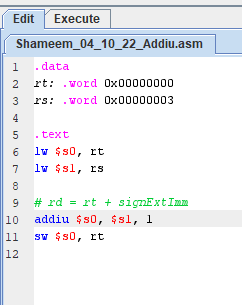 Edit Execute
Shameem_04_10_22_Addiu.asm
1 .data
2 rt: .word 0x00000000
3 rs: .word 0x00000003
4
5 .text
6 lw $s0, rt
7 lw $s1, rs
8
9 # rd = rt + signExtImm
10 addiu $s0, $s1, 1
11 sw $s0, rt
12